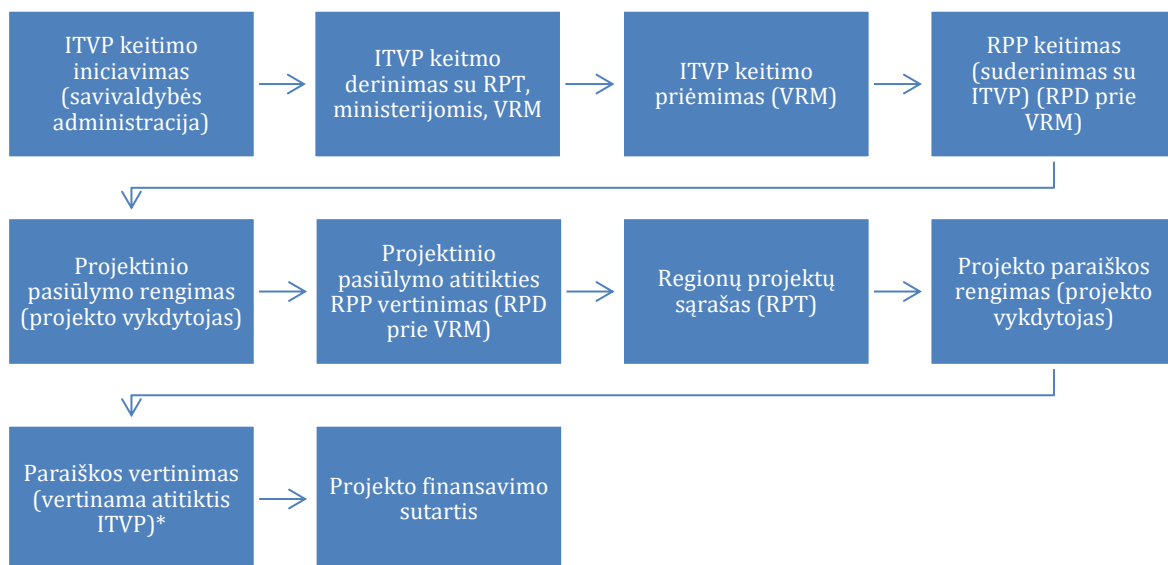 ITVP keitimo
iniciavimas
(savivaldybės
administracija)
ITVP keitmo
derinimas su RPT,
ministerijomis, VRM
ITVP keitimo
priėmimas (VRM)
RPP keitimas
(suderinimas su
ITVP) (RPD prie
VRM)
Projektinio
pasiūlymo rengimas
(projekto vykdytojas)
Projektinio
pasiūlymo atitikties
RPP vertinimas (RPD
prie VRM)
Regionų projektų
sąrašas (RPT)
Projekto paraiškos
rengimas (projekto
vykdytojas)
Paraiškos vertinimas
(vertinama atitiktis
ITVP)*
Projekto finansavimo
sutartis